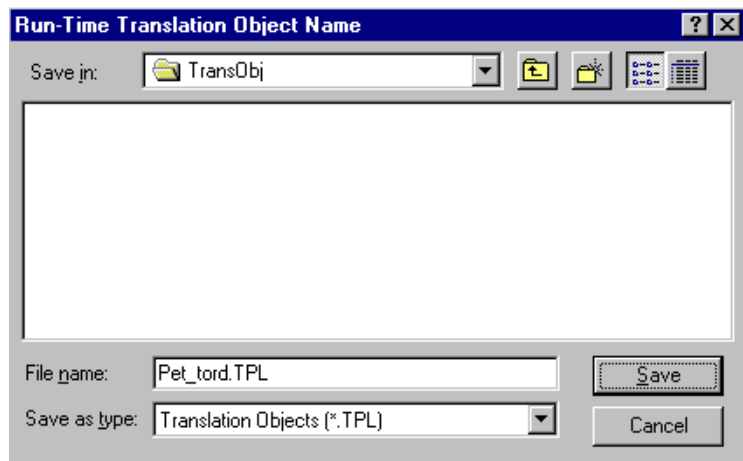 Run-Time Translation Object Name
Save in: TransObj
File name: Pet_tord.TPL
Save
Save as type: Translation Objects (*.TPL)
Cancel